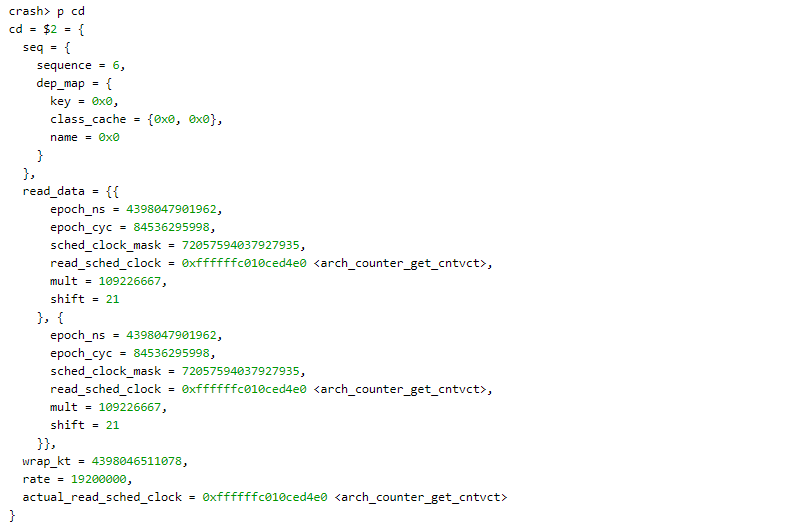 crash> p cd
cd = $2 = {
  seq = {
    sequence = 6,
    dep_map = {
      key = 0x0,
      class_cache = {0x0, 0x0},
      name = 0x0
    }
  },
  read_data = {{
      epoch_ns = 4398047901962,
      epoch_cyc = 84536295998,
      sched_clock_mask = 72057594037927935,
      read_sched_clock = 0xffffffc010ced4e0 <arch_counter_get_cntvct>,
      mult = 109226667,
      shift = 21
    }, {
      epoch_ns = 4398047901962,
      epoch_cyc = 84536295998,
      sched_clock_mask = 72057594037927935,
      read_sched_clock = 0xffffffc010ced4e0 <arch_counter_get_cntvct>,
      mult = 109226667,
      shift = 21
    }},
  wrap_kt = 4398046511078,
  rate = 19200000,
  actual_read_sched_clock = 0xffffffc010ced4e0 <arch_counter_get_cntvct>
}